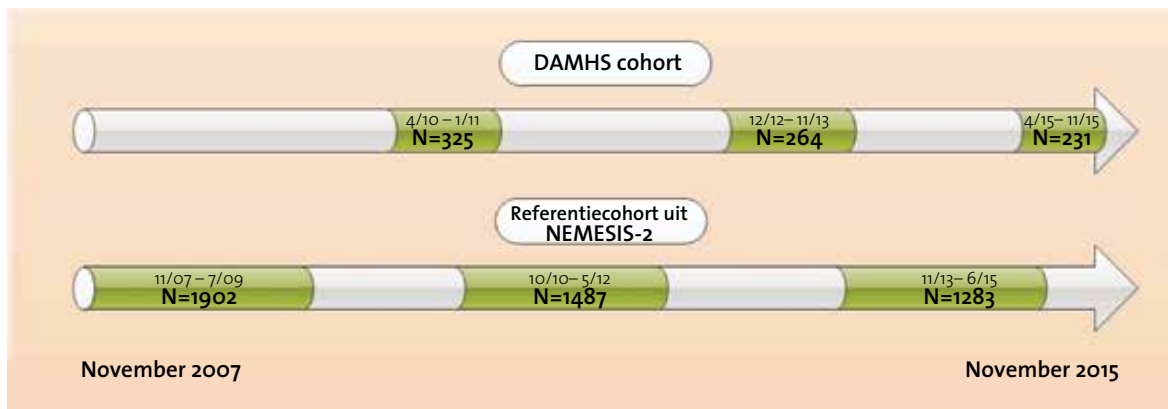 DAMHS cohort
4/10 – 1/11
N=325
12/12– 11/13
N=264
4/15– 11/15
N=231
Referentiecohort uit
NEMESIS-2
11/07 – 7/09
N=1902
10/10– 5/12
N=1487
11/13– 6/15
N=1283
November 2007
November 2015